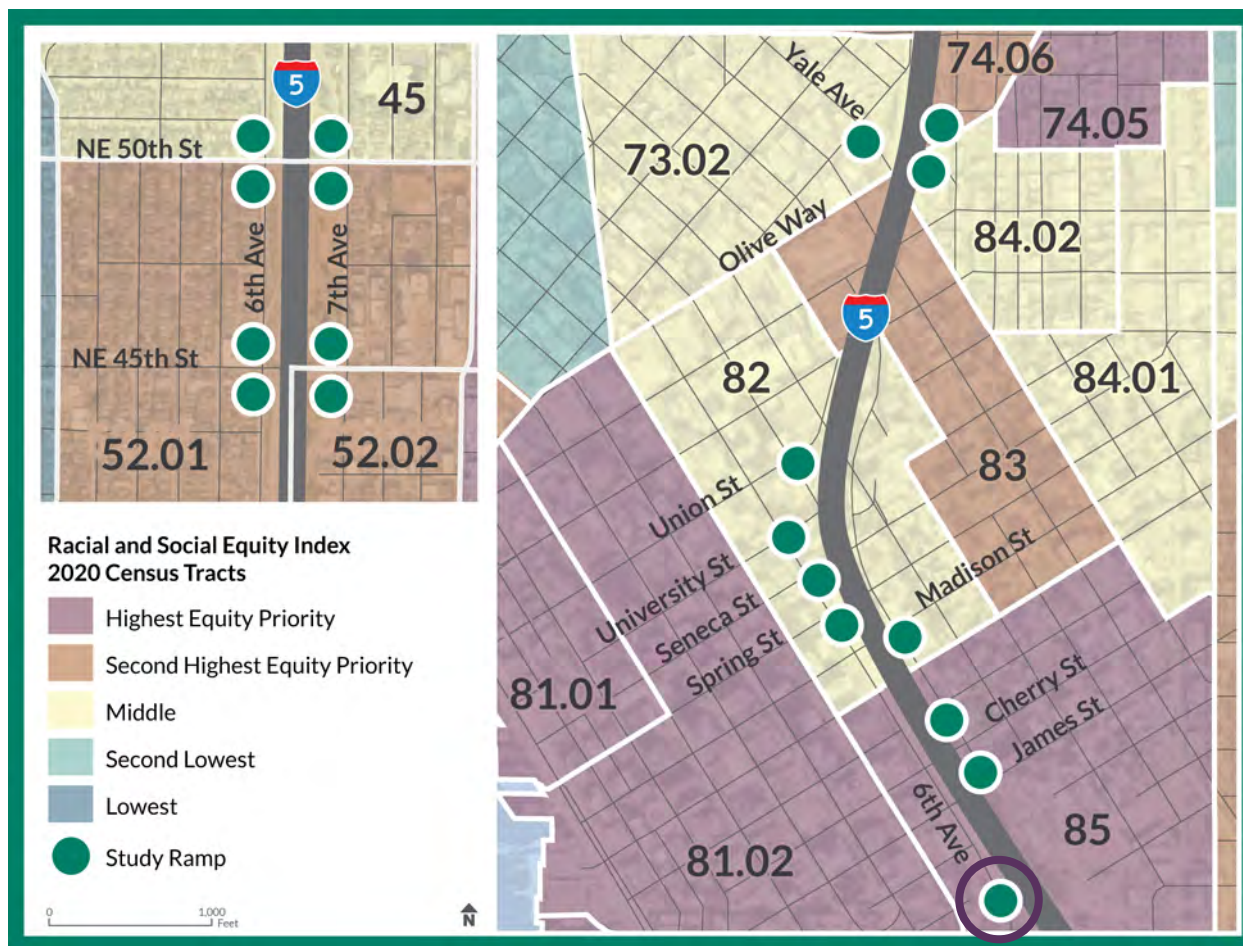 5
45
NE 50th St
6th Ave
7th Ave
NE 45th St
52.01
52.02
Racial and Social Equity Index
2020 Census Tracts
Highest Equity Priority
Second Highest Equity Priority
Middle
Second Lowest
Lowest
Study Ramp
0
1,000
Feet
N
74.06
Yale Ave
74.05
73.02
Olive Way
84.02
5
82
84.01
83
Union St
University St
Madison St
Seneca St
Spring St
81.01
Cherry St
James St
6th Ave
85
81.02